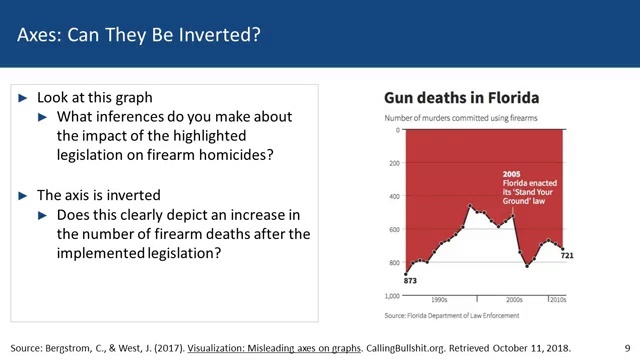 Axes: Can They Be Inverted?
► Look at this graph
► What inferences do you make about
the impact of the highlighted
legislation on firearm homicides?
► The axis is inverted
► Does this clearly depict an increase in
the number of firearm deaths after the
implemented legislation?
Gun deaths in Florida
Number of murders committed using firearms
0
200
400
600
800
1,000
2005
Florida enacted
its ‘Stand Your
Ground’ law
873
721
1990s
2000s
2010s
Source: Florida Department of Law Enforcement
Source: Bergstrom, C., & West, J. (2017). Visualization: Misleading axes on graphs. CallingBullshit.org. Retrieved October 11, 2018.
9